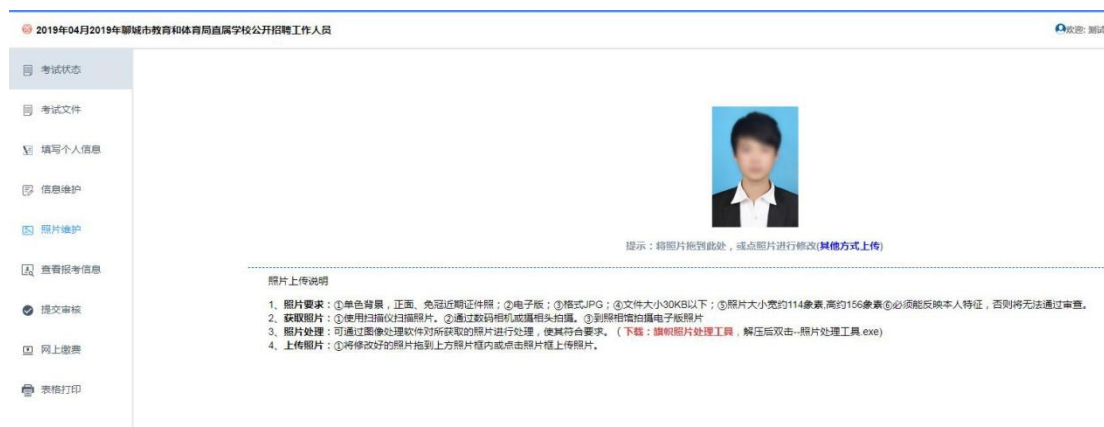 2019年04月2019年聊城市教育和体育局直属学校公开招聘工作人员
欢迎: 测试
考试状态
考试文件
填写个人信息
信息维护
照片维护
查看报考信息
提交审核
网上缴费
表格打印
提示：将照片拖到此处，或点照片进行修改(其他方式上传)
照片上传说明
1、照片要求：①单色背景，正面、免冠近期证件照；②电子版；③格式JPG；④文件大小30KB以下；⑤照片大小宽约114象素,高约156象素⑥必须能反映本人特征，否则将无法通过审查。
2、获取照片：①使用扫描仪扫描照片。②通过数码相机或摄相头拍摄。③到照相馆拍摄电子版照片
3、照片处理：可通过图像处理软件对所获取的照片进行处理，使其符合要求。（下载：旗帜照片处理工具，解压后双击--照片处理工具.exe)
4、上传照片：①将修改好的照片拖到上方照片框内或点击照片框上传照片。